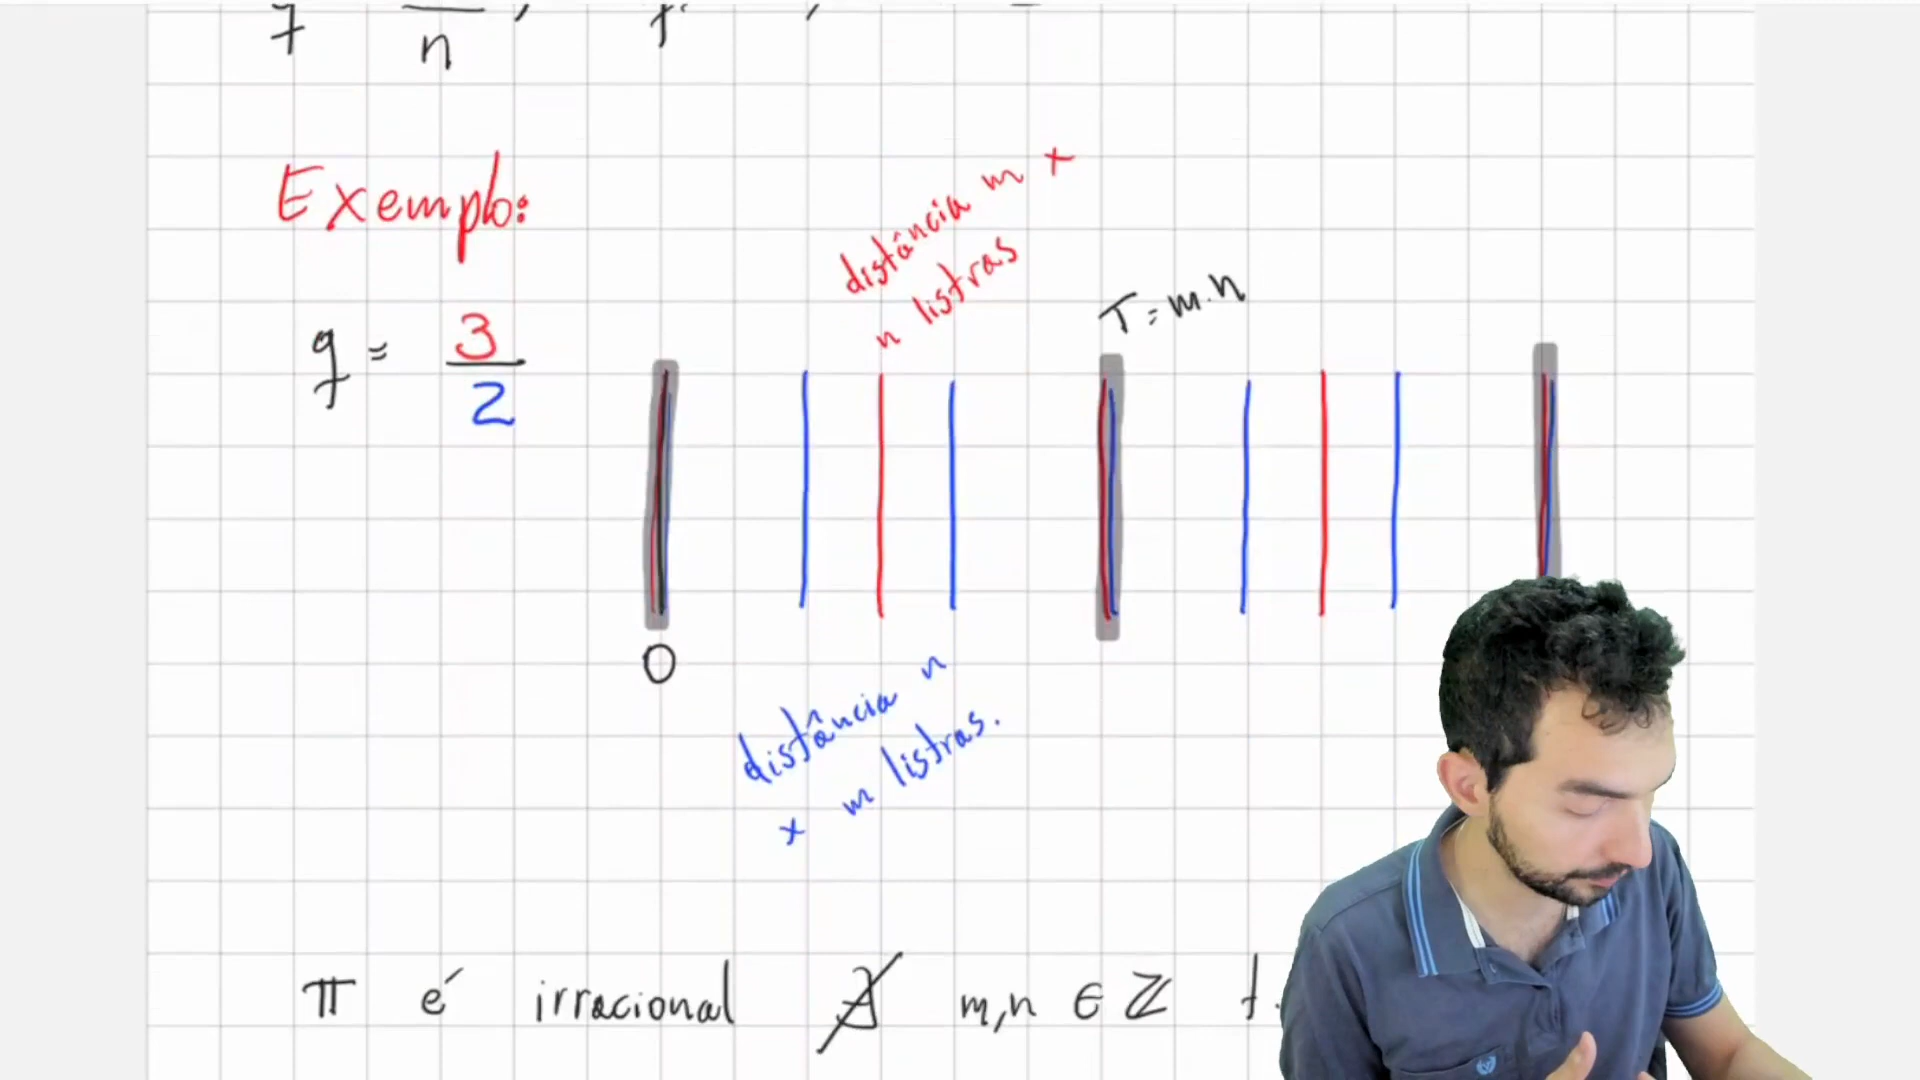 n
Exemplo:
q = 3/2
distância m x
n listras
T = m.n
0
distância n
x m listras.
π é irracional ∄ m,n ∈ ℤ t.